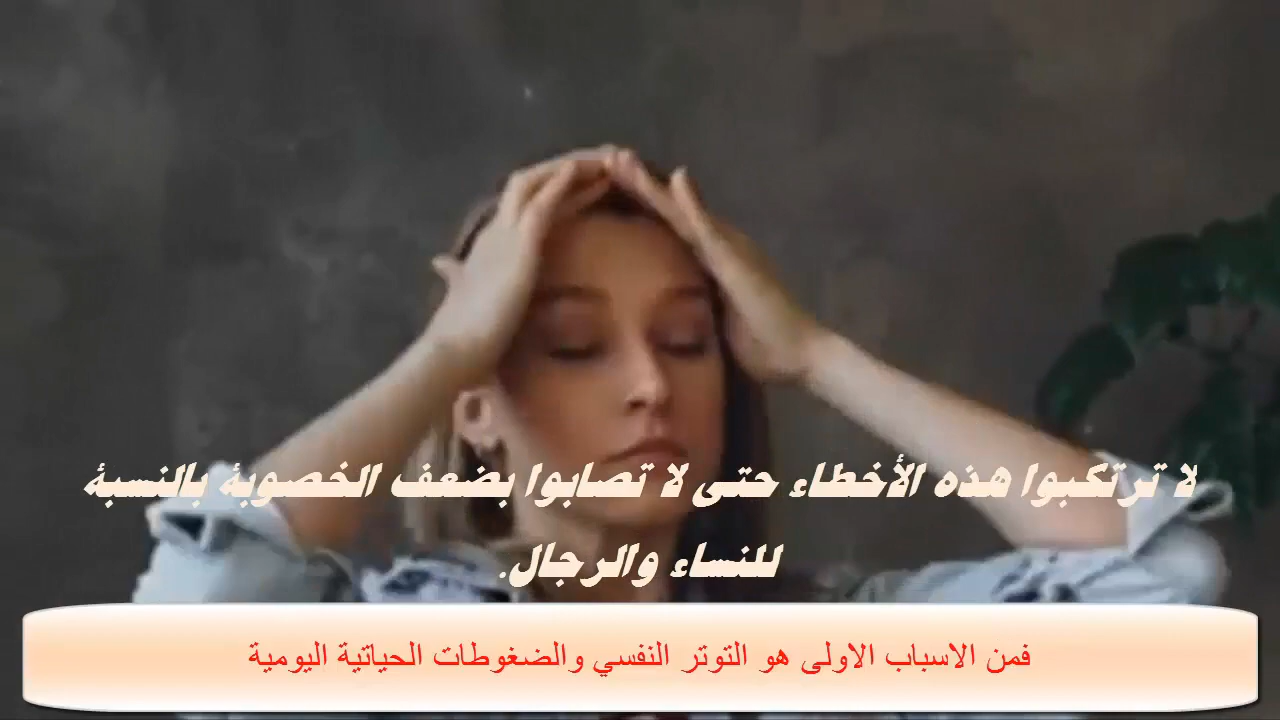 لا ترتكبوا هذه الأخطاء حتى لا تصابوا بضعف الخصوبة بالنسبة
للنساء والرجال.
فمن الاسباب الاولى هو التوتر النفسي والضغوطات الحياتية اليومية